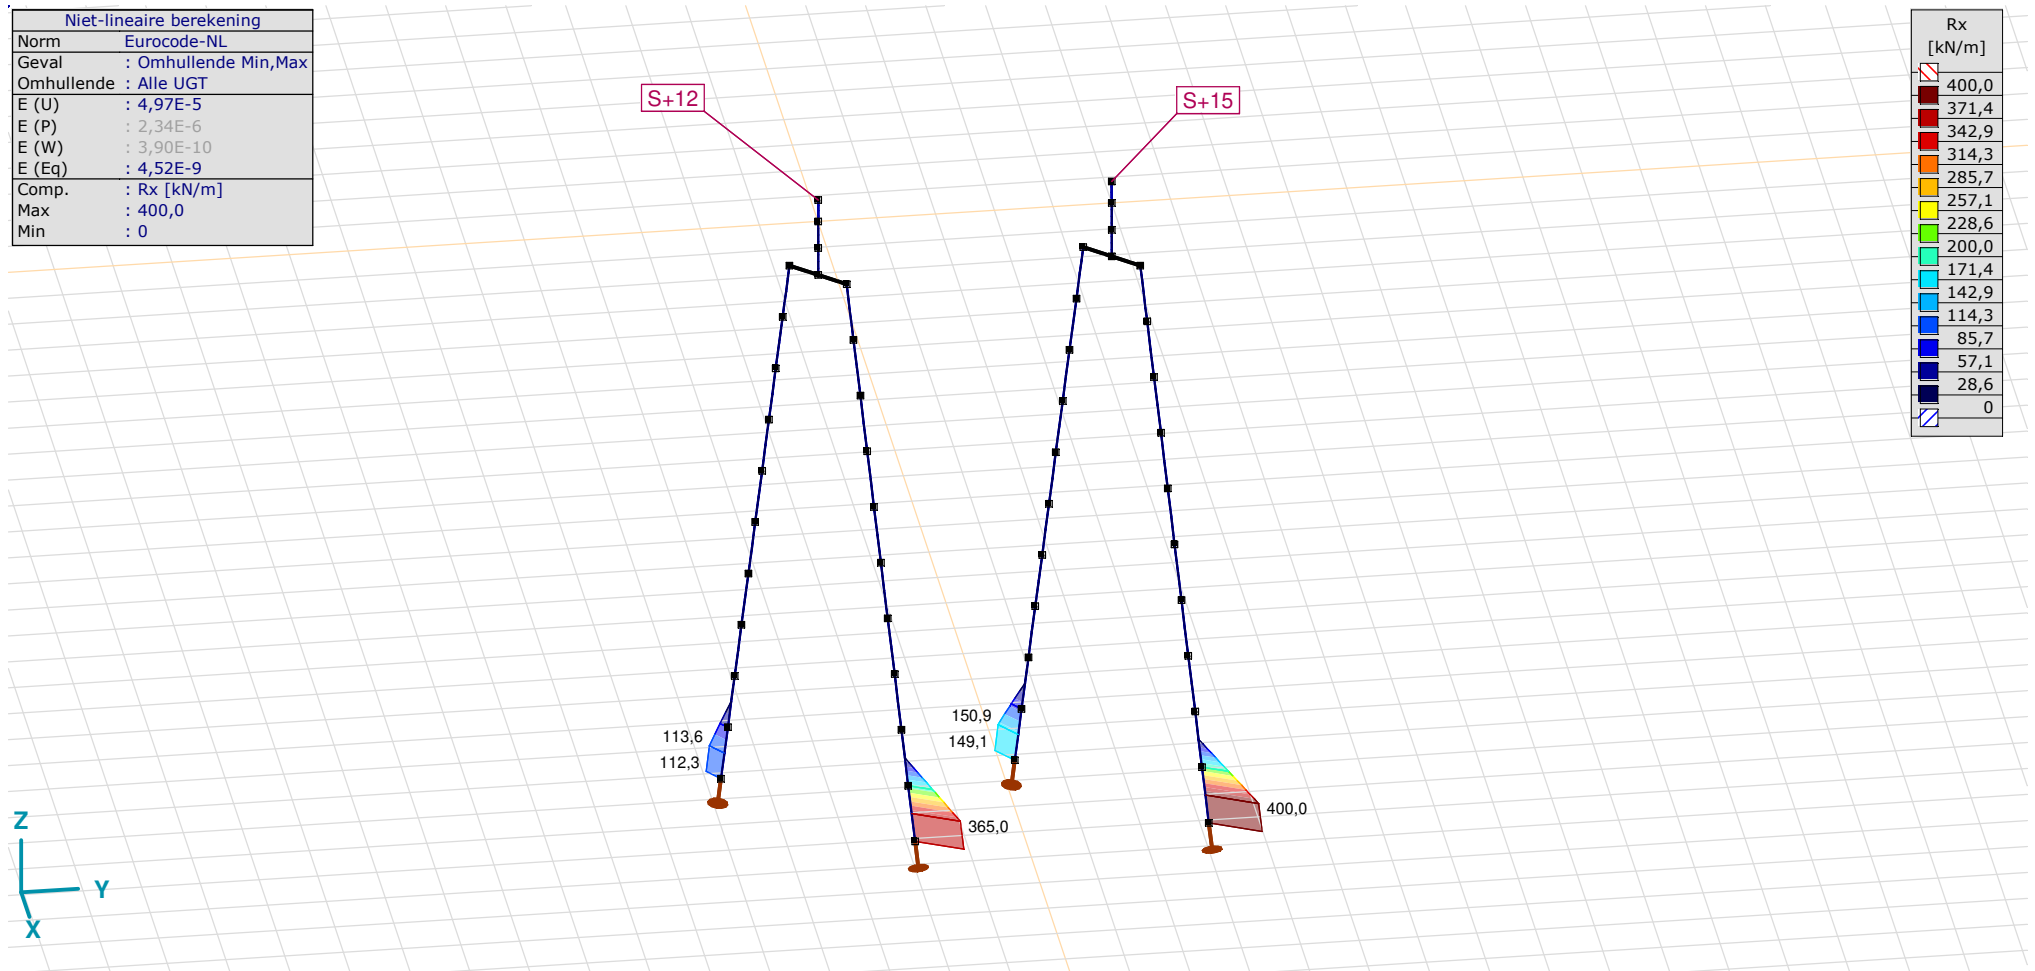 Niet-lineaire berekening
Norm Eurocode-NL
Geval : Omhullende Min,Max
Omhullende : Alle UGT
E (U) : 4,97E-5
E (P) : 2,34E-6
E (W) : 3,90E-10
E (Eq) : 4,52E-9
Comp. : Rx [kN/m]
Max : 400,0
Min : 0
S+12
S+15
Rx
[kN/m]
400,0
371,4
342,9
314,3
285,7
257,1
228,6
200,0
171,4
142,9
114,3
85,7
57,1
28,6
0
113,6
112,3
365,0
150,9
149,1
400,0
Z
Y
X